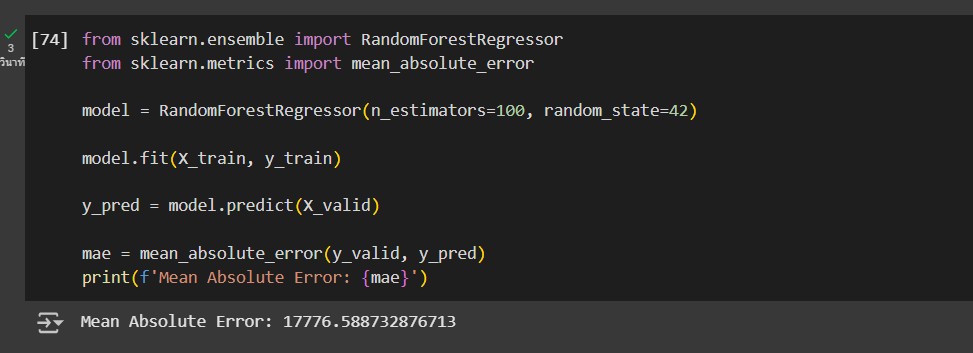 [74] from sklearn.ensemble import RandomForestRegressor
3
from sklearn.metrics import mean_absolute_error
วินาที
model = RandomForestRegressor(n_estimators=100, random_state=42)
model.fit(X_train, y_train)
y_pred = model.predict(X_valid)
mae = mean_absolute_error(y_valid, y_pred)
print(f'Mean Absolute Error: {mae}')
Mean Absolute Error: 17776.588732876713